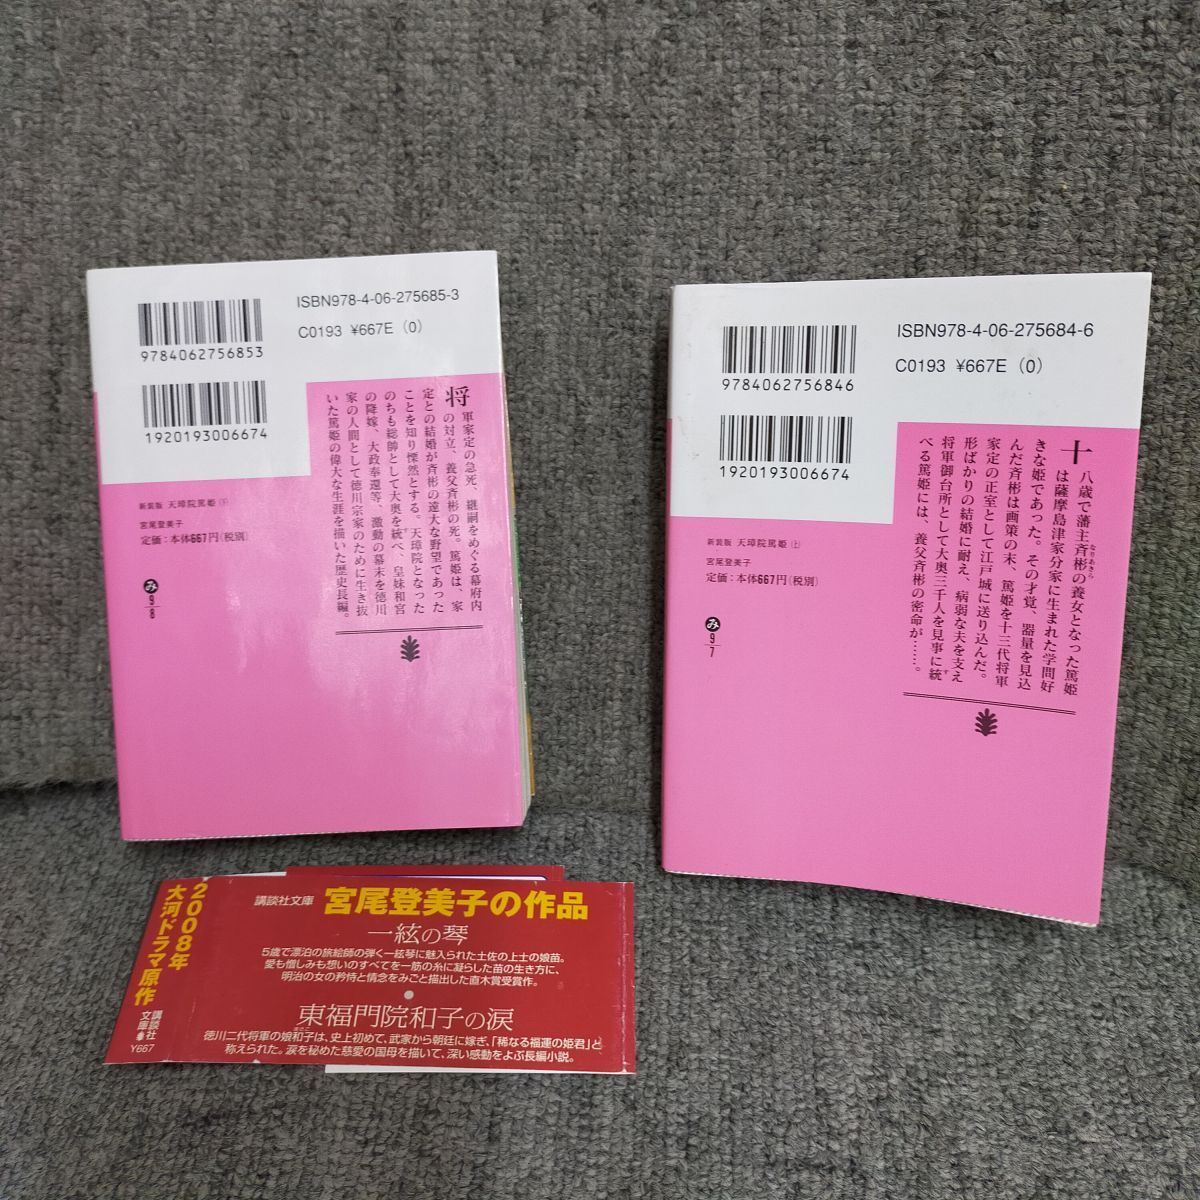 ISBN978-4-06-275685-3
C0193 ¥667E (0)
9784062756853
1920193006674
将軍家定の急死、継嗣をめぐる幕府内
の対立、養父斉彬の死。篤姫は、家
定との結婚が斉彬の遠大な野望であった
ことを知り慄然とする。天璋院となった
のちも総帥として大奥を統べ、皇妹和宮
の降嫁、大政奉還等、激動の幕末を徳川
家の人間として徳川宗家のために生き抜
いた篤姫の偉大な生涯を描いた歴史長編。
新装版 天璋院篤姫(下)
宮尾登美子
定価:本体667円(税別)
み
9
8
ISBN978-4-06-275684-6
C0193 ¥667E (0)
9784062756846
1920193006674
十八歳で藩主斉彬の養女となった篤姫
なりあきら
は薩摩島津家分家に生まれた学問好
きな姫であった。その才覚、器量を見込
んだ斉彬は画策の末、篤姫を十三代将軍
家定の正室として江戸城に送り込んだ。
形ばかりの結婚に耐え、病弱な夫を支え
将軍御台所として大奥三千人を見事に統
す
べる篤姫には、養父斉彬の密命が……。
新装版 天璋院篤姫(上)
宮尾登美子
定価:本体667円(税別)
み
9
7
2008年
大河ドラマ原作
講談社
文庫
Y667
講談社文庫 宮尾登美子の作品
一絃の琴
5歳で漂泊の旅絵師の弾く一絃琴に魅入られた土佐の上士の娘苗。
愛も憎しみも想いのすべてを一筋の糸に凝らした苗の生き方に、
明治の女の矜恃と情念をみごと描出した直木賞受賞作。
●
東福門院和子の涙
徳川二代将軍の娘和子は、史上初めて、武家から朝廷に嫁ぎ、「稀なる福運の姫君」と
称えられた。涙を秘めた慈愛の国母を描いて、深い感動をよぶ長編小説。